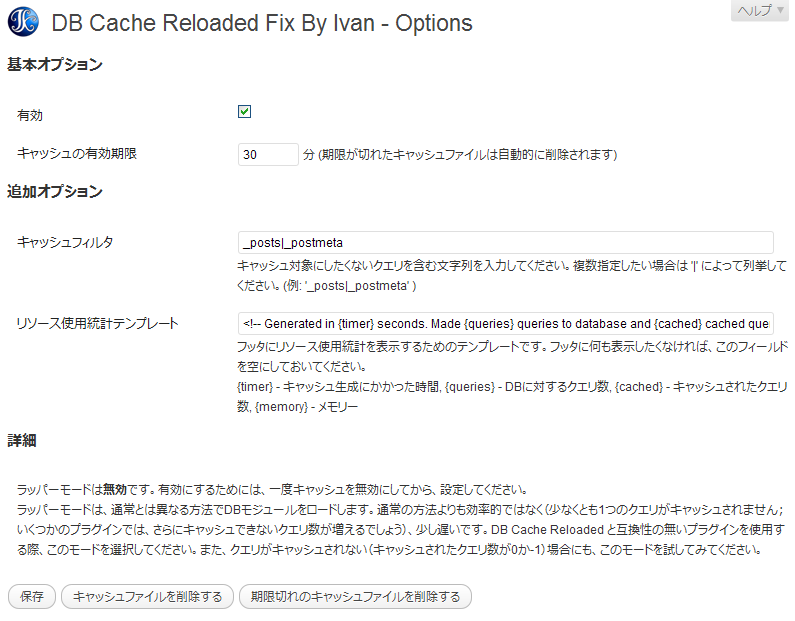 DB Cache Reloaded Fix By Ivan - Options
ヘルプ ▼
基本オプション
有効
キャッシュの有効期限 30 分 (期限が切れたキャッシュファイルは自動的に削除されます)
追加オプション
キャッシュフィルタ _posts|_postmeta
キャッシュ対象にしたくないクエリを含む文字列を入力してください。複数指定したい場合は '|' によって列挙して
ください。(例: '_posts|_postmeta' )
リソース使用統計テンプレート <!-- Generated in {timer} seconds. Made {queries} queries to database and {cached} cached que
フッタにリソース使用統計を表示するためのテンプレートです。フッタに何も表示したくなければ、このフィールド
を空にしておいてください。
{timer} - キャッシュ生成にかかった時間, {queries} - DBに対するクエリ数, {cached} - キャッシュされたクエリ
数, {memory} - メモリー
詳細
ラッパーモードは無効です。有効にするためには、一度キャッシュを無効にしてから、設定してください。
ラッパーモードは、通常とは異なる方法でDBモジュールをロードします。通常の方法よりも効率的ではなく（少なくとも1つのクエリがキャッシュされません；
いくつかのプラグインでは、さらにキャッシュできないクエリ数が増えるでしょう）、少し遅いです。DB Cache Reloaded と互換性の無いプラグインを使用す
る際、このモードを選択してください。また、クエリがキャッシュされない（キャッシュされたクエリ数が0か-1）場合にも、このモードを試してみてください。
保存 キャッシュファイルを削除する 期限切れのキャッシュファイルを削除する